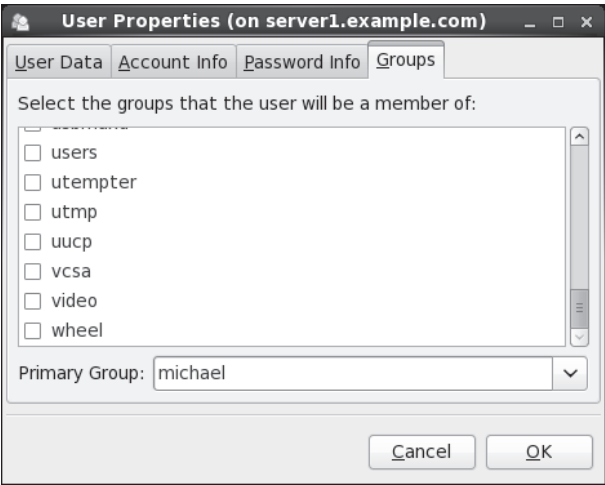 User Properties (on server1.example.com)
User Data Account Info Password Info Groups
Select the groups that the user will be a member of:
users
utempter
utmp
uucp
vcsa
video
wheel
Primary Group: michael
Cancel OK